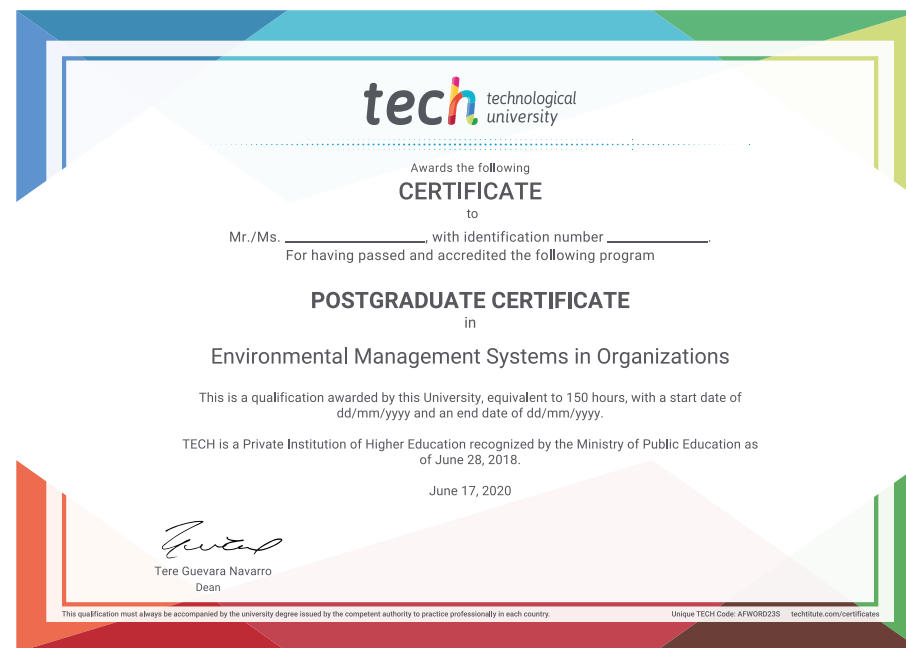 tech technological
university
Awards the following
CERTIFICATE
to
Mr./Ms. ____________________, with identification number ______________.
For having passed and accredited the following program
POSTGRADUATE CERTIFICATE
in
Environmental Management Systems in Organizations
This is a qualification awarded by this University, equivalent to 150 hours, with a start date of
dd/mm/yyyy and an end date of dd/mm/yyyy.
TECH is a Private Institution of Higher Education recognized by the Ministry of Public Education as
of June 28, 2018.
June 17, 2020
Tere Guevara Navarro
Dean
This qualification must always be accompanied by the university degree issued by the competent authority to practice professionally in each country. Unique TECH Code: AFWORD23S techtitute.com/certificates